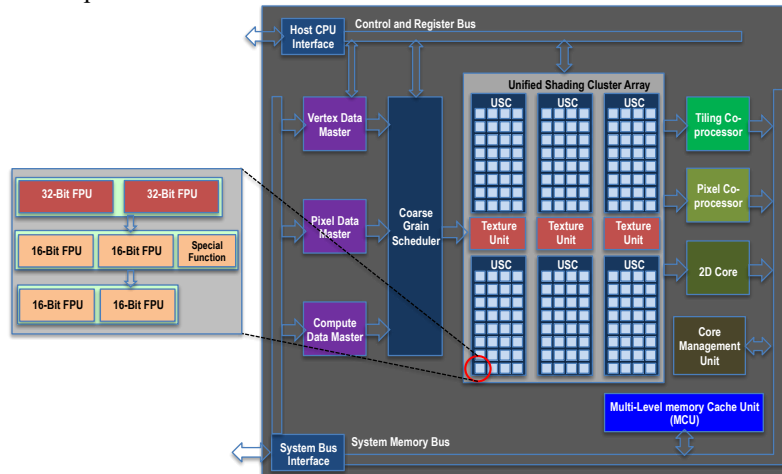 Host CPU
Interface
Control and Register Bus
Unified Shading Cluster Array
USC
USC
USC
Vertex Data
Master
Tiling Co-
processor
32-Bit FPU
32-Bit FPU
Pixel Data
Master
Coarse
Grain
Scheduler
Pixel Co-
processor
Texture
Unit
Texture
Unit
Texture
Unit
16-Bit FPU
16-Bit FPU
Special
Function
USC
USC
USC
2D Core
16-Bit FPU
16-Bit FPU
Compute
Data Master
Core
Management
Unit
Multi-Level memory Cache Unit
(MCU)
System Bus
Interface
System Memory Bus